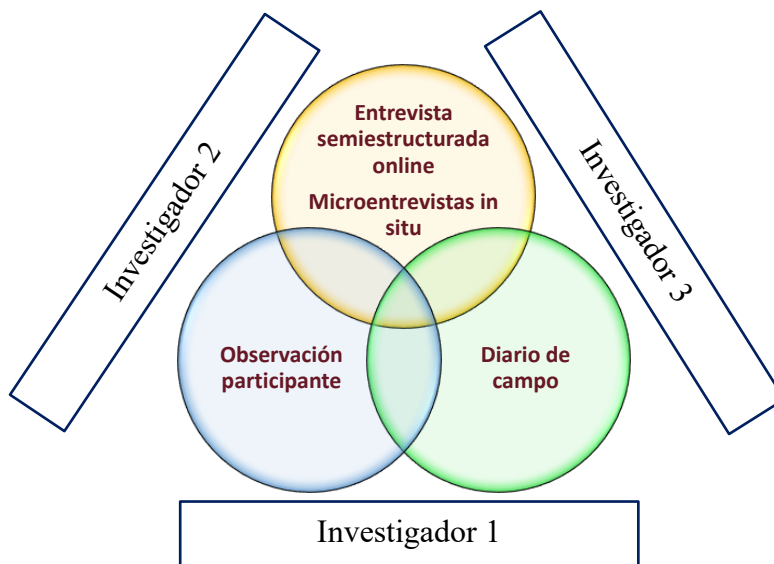 Investigador 2
Entrevista
semiestructurada
online
Microentrevistas in
situ
Investigador 3
Observación
participante
Diario de
campo
Investigador 1